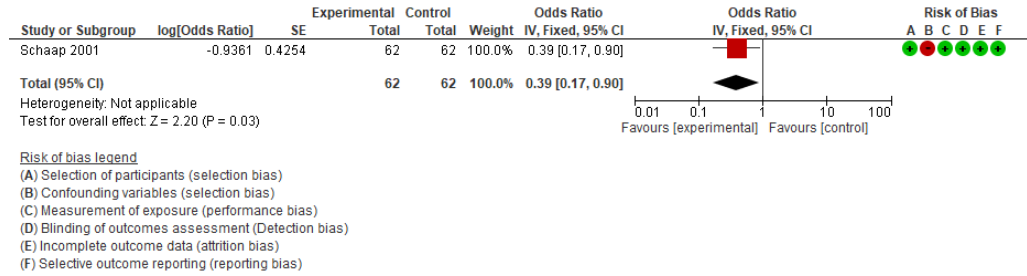 Experimental Control Odds Ratio Odds Ratio Risk of Bias
Study or Subgroup log[Odds Ratio] SE Total Total Weight IV, Fixed, 95% CI IV, Fixed, 95% CI A B C D E F
Schaap 2001 -0.9361 0.4254 62 62 100.0% 0.39 [0.17, 0.90] + - + + + +
Total (95% CI) 62 62 100.0% 0.39 [0.17, 0.90]
Heterogeneity: Not applicable
Test for overall effect: Z = 2.20 (P = 0.03)
0.01 0.1 1 10 100
Favours [experimental] Favours [control]
Risk of bias legend
(A) Selection of participants (selection bias)
(B) Confounding variables (selection bias)
(C) Measurement of exposure (performance bias)
(D) Blinding of outcomes assessment (Detection bias)
(E) Incomplete outcome data (attrition bias)
(F) Selective outcome reporting (reporting bias)